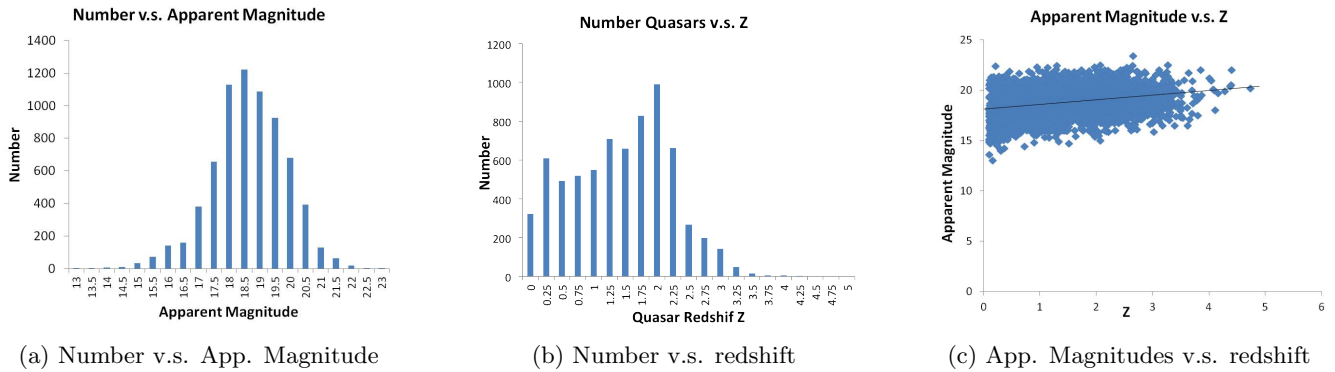 Number v.s. Apparent Magnitude
1400
1200
1000
800
600
400
200
0
Number
13 13.5 14 14.5 15 15.5 16 16.5 17 17.5 18 18.5 19 19.5 20 20.5 21 21.5 22 22.5 23
Apparent Magnitude
(a) Number v.s. App. Magnitude
Number Quasars v.s. Z
1200
1000
800
600
400
200
0
Number
0 0.25 0.5 0.75 1 1.25 1.5 1.75 2 2.25 2.5 2.75 3 3.25 3.5 3.75 4 4.25 4.5 4.75 5
Quasar Redshif Z
(b) Number v.s. redshift
Apparent Magnitude v.s. Z
25
20
15
10
5
0
Apparent Magnitude
0 1 2 3 4 5 6
Z
(c) App. Magnitudes v.s. redshift